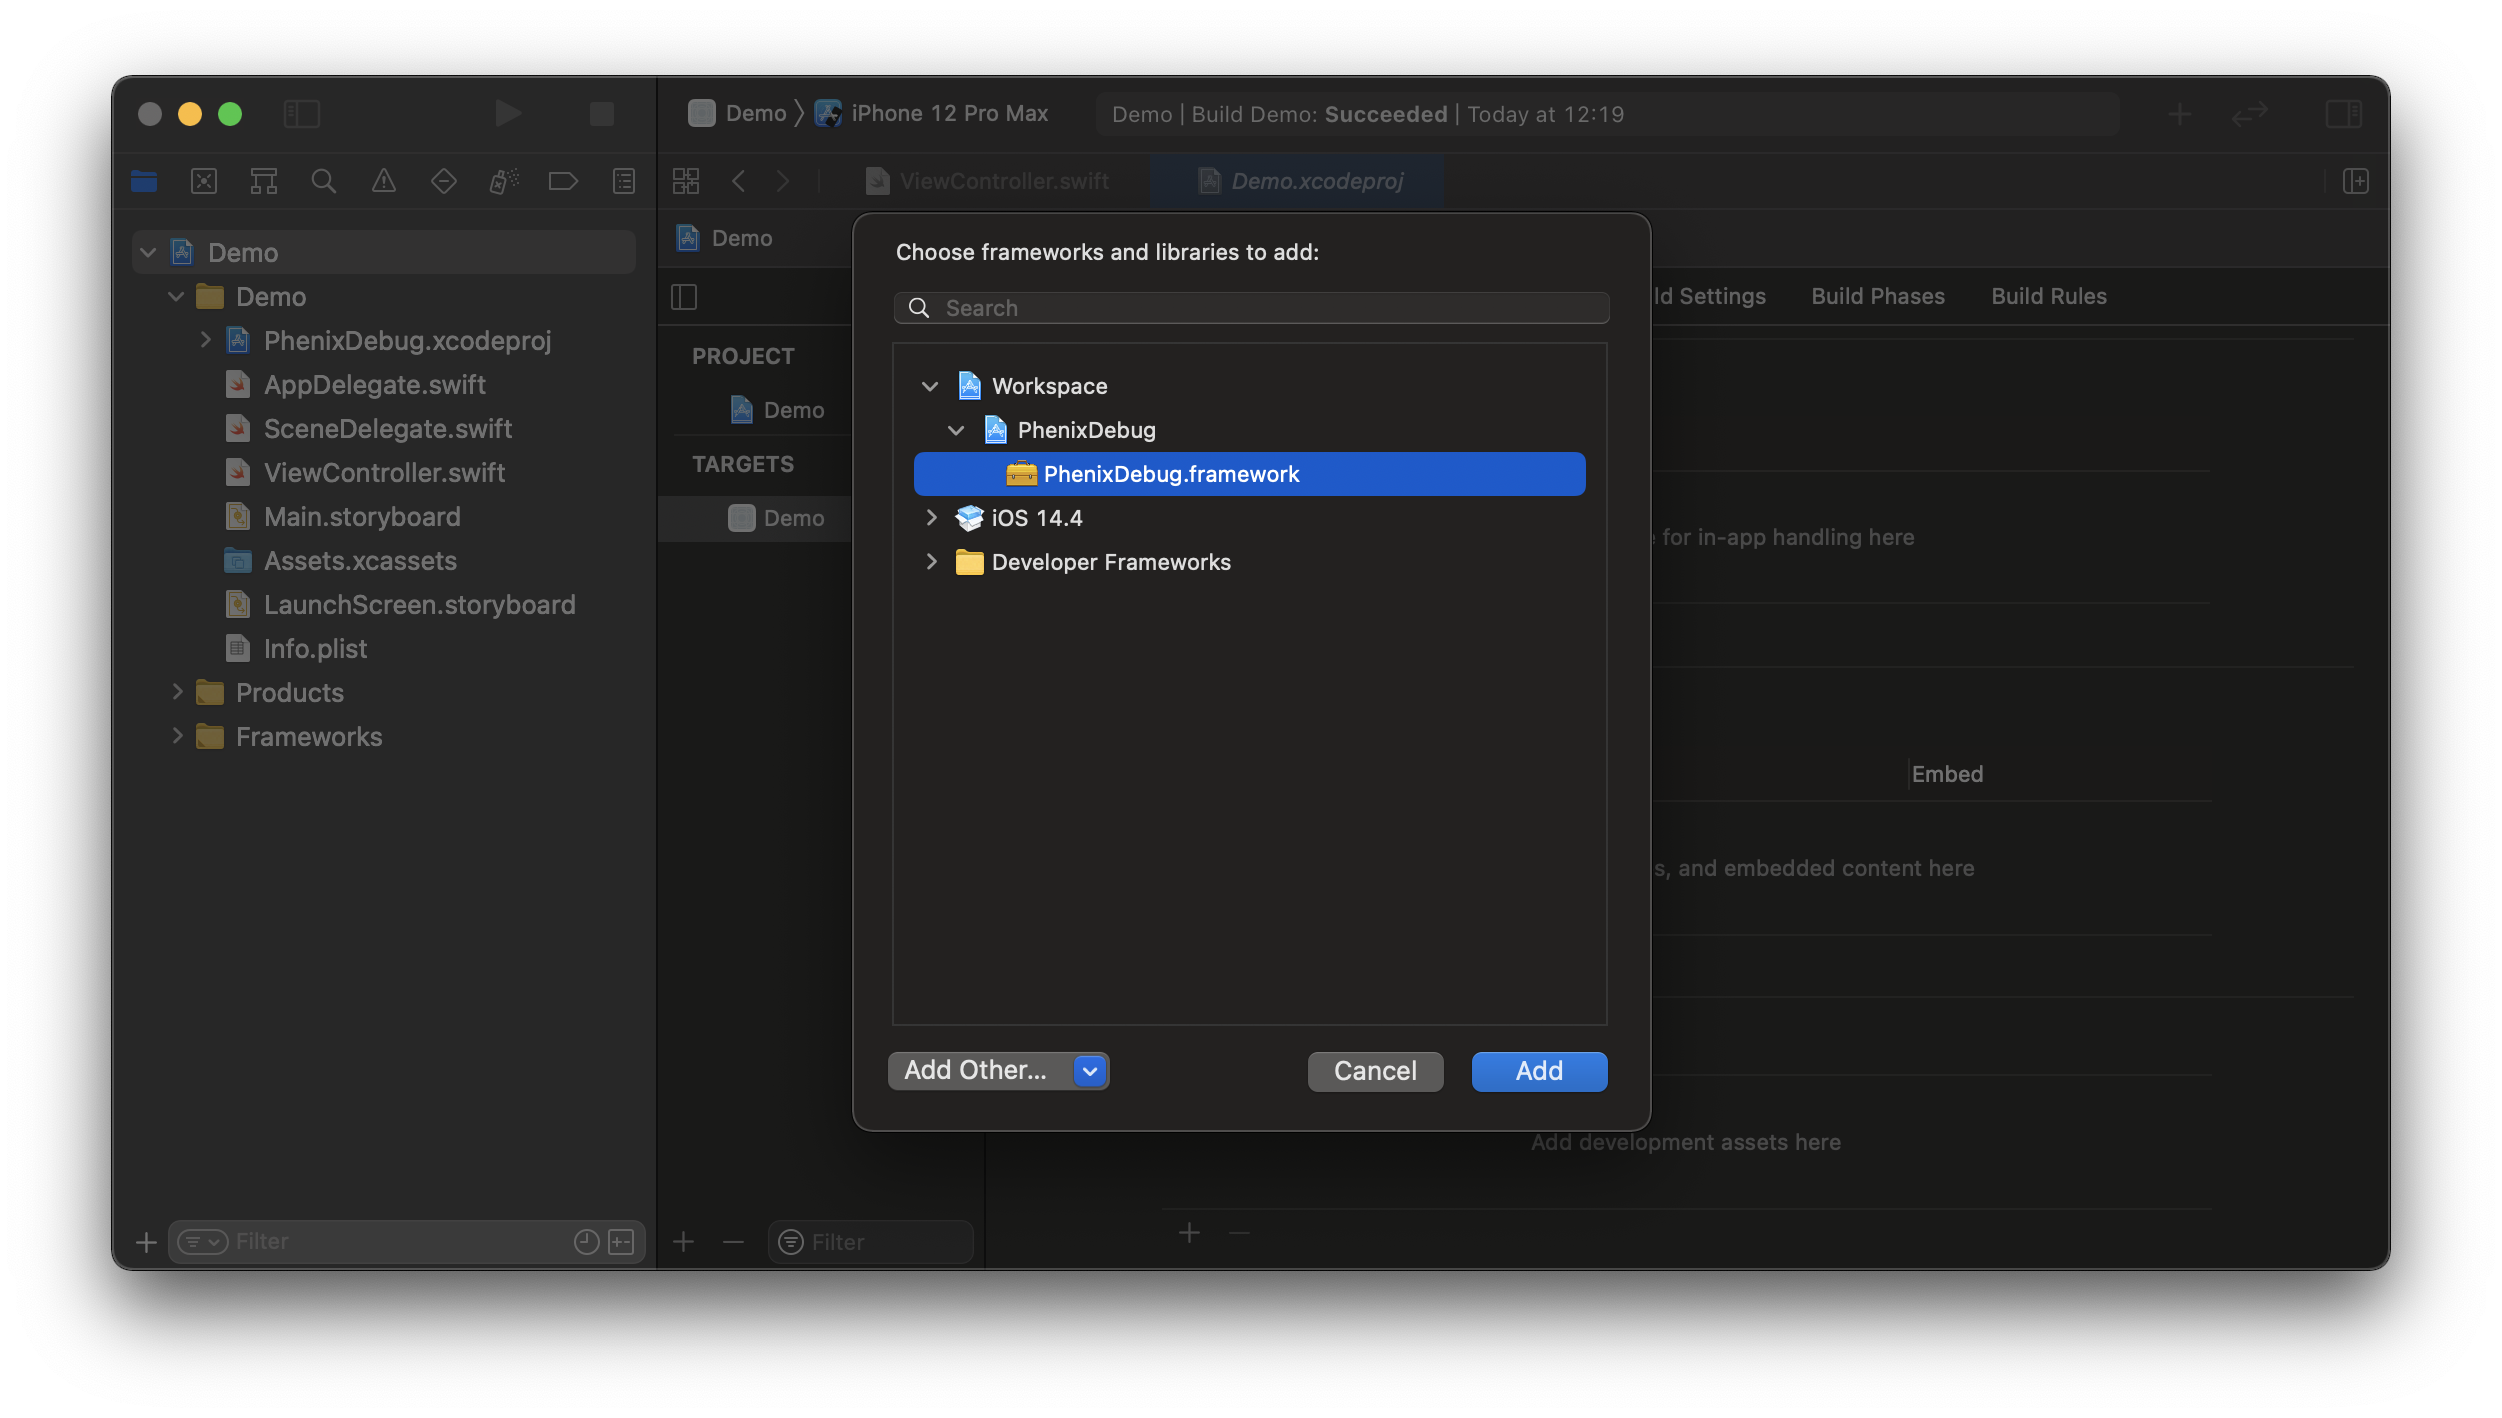 Demo
iPhone 12 Pro Max
Demo | Build Demo: Succeeded | Today at 12:19
ViewController.swift
Demo.xcodeproj
Demo
Demo
PhenixDebug.xcodeproj
AppDelegate.swift
SceneDelegate.swift
ViewController.swift
Main.storyboard
Assets.xcassets
LaunchScreen.storyboard
Info.plist
Products
Frameworks
Filter
Demo
PROJECT
Demo
TARGETS
Demo
Filter
Choose frameworks and libraries to add:
Search
Workspace
PhenixDebug
PhenixDebug.framework
iOS 14.4
Developer Frameworks
Add Other...
Cancel
Add
ld Settings
Build Phases
Build Rules
for in-app handling here
Embed
s, and embedded content here
Add development assets here